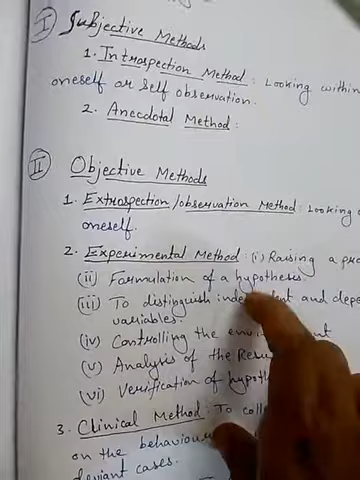 I Subjective Methods
1. Introspection Method: Looking within
oneself or self observation.
2. Anecdotal Method:
II Objective Methods
1. Extrospection/observation Method: Looking
oneself.
2. Experimental Method: (i) Raising a
(ii) Formulation of a hypothesis.
(iii) To distinguish and
variables.
(iv) Controlling the
(v) Analysis of the
(vi) Verification of
3. Clinical Method: To
on the
deviant cases.